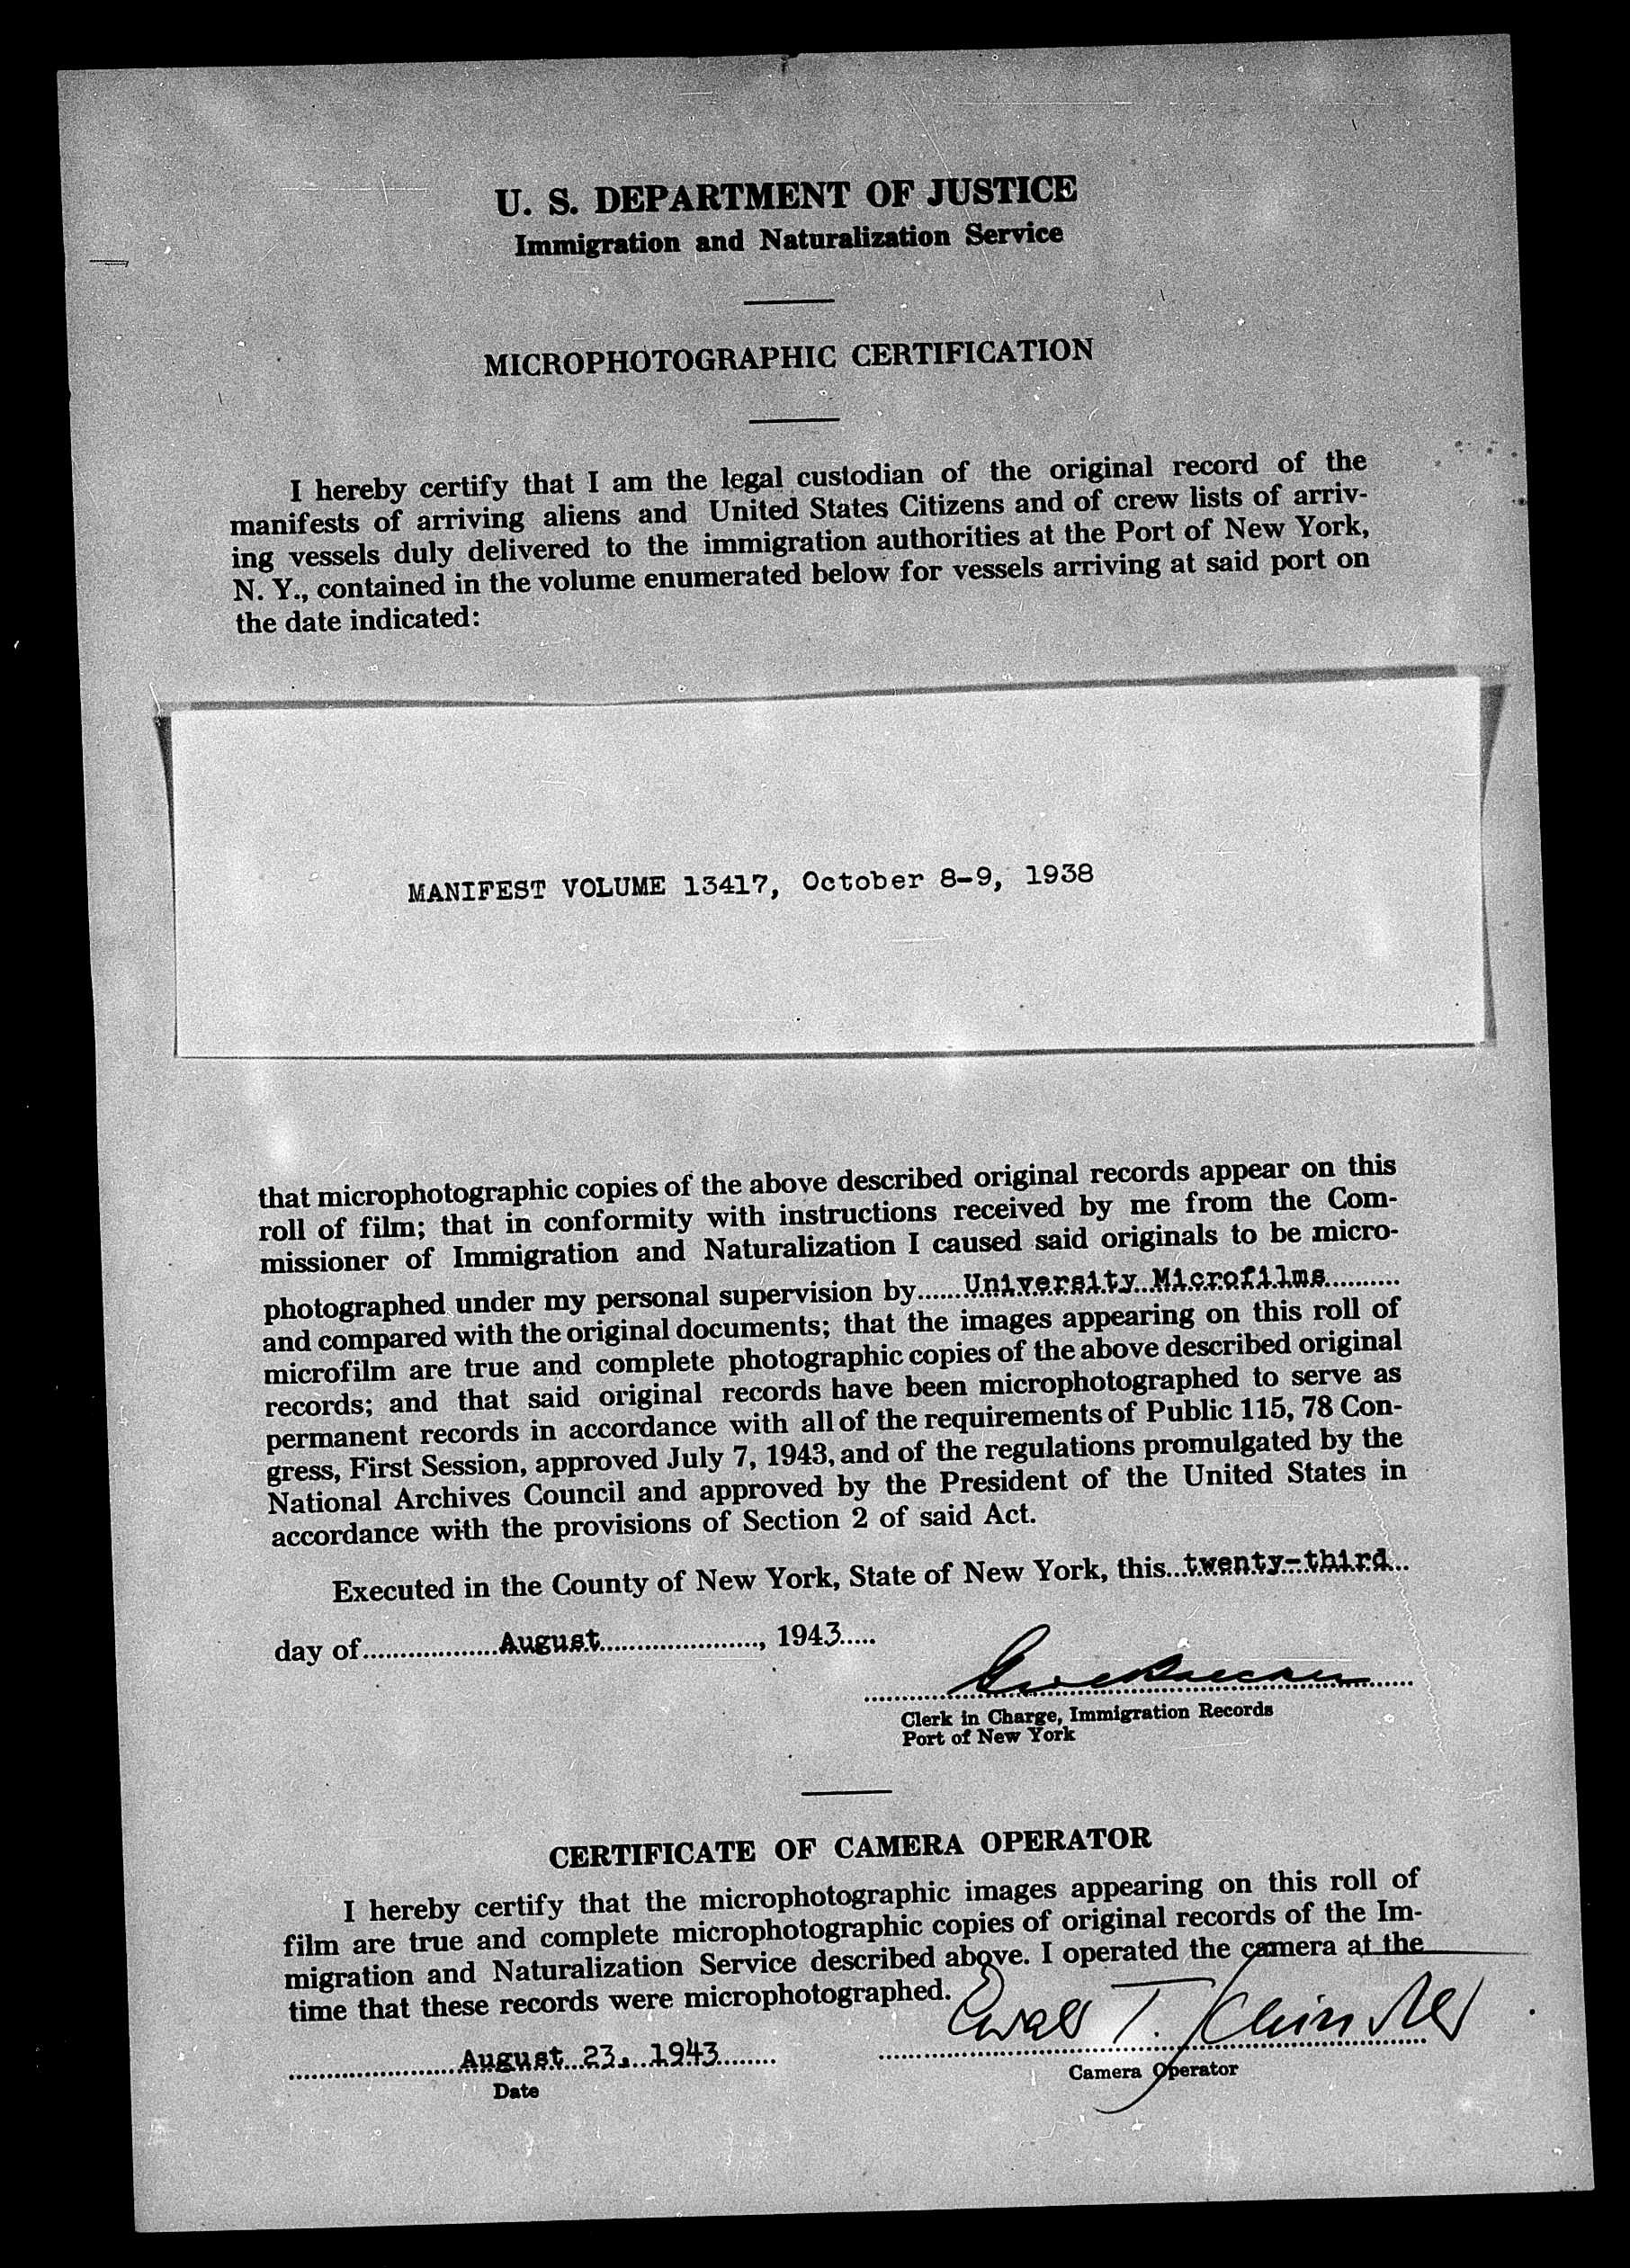 U. S. DEPARTMENT OF JUSTICE
Immigration and Naturalization Service
MICROPHOTOGRAPHIC CERTIFICATION
I hereby certify that I am the legal custodian of the original record of the
manifests of arriving aliens and United States Citizens and of crew lists of arriv-
ing vessels duly delivered to the immigration authorities at the Port of New York,
N. Y., contained in the volume enumerated below for vessels arriving at said port on
the date indicated:
MANIFEST VOLUME 13417, October 8-9, 1938
that microphotographic copies of the above described original records appear on this
roll of film; that in conformity with instructions received by me from the Com-
missioner of Immigration and Naturalization I caused said originals to be micro-
photographed under my personal supervision by......University Microfilms..........
and compared with the original documents; that the images appearing on this roll of
microfilm are true and complete photographic copies of the above described original
records; and that said original records have been microphotographed to serve as
permanent records in accordance with all of the requirements of Public 115, 78 Con-
gress, First Session, approved July 7, 1943, and of the regulations promulgated by the
National Archives Council and approved by the President of the United States in
accordance with the provisions of Section 2 of said Act.
Executed in the County of New York, State of New York, this...twenty-third...
day of..................August....................., 1943.....
Clerk in Charge, Immigration Records
Port of New York
CERTIFICATE OF CAMERA OPERATOR
I hereby certify that the microphotographic images appearing on this roll of
film are true and complete microphotographic copies of original records of the Im-
migration and Naturalization Service described above. I operated the camera at the
time that these records were microphotographed.
August 23, 1943
Camera Operator
Date